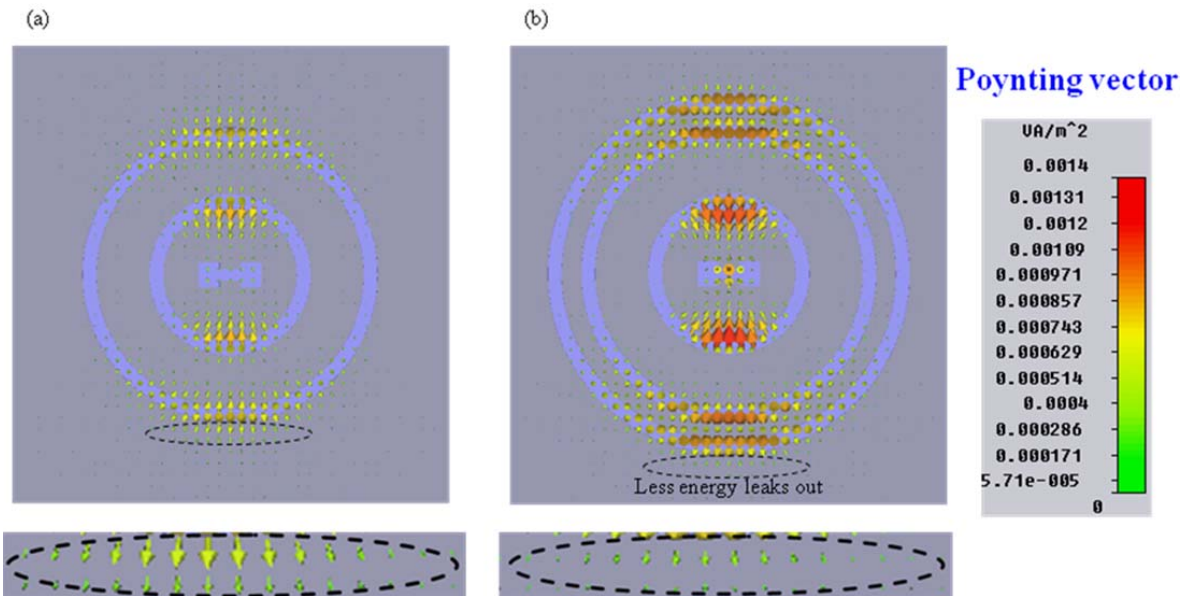 (a)
(b)
Poynting vector
VA/m^2
0.0014
0.00131
0.0012
0.00109
0.000971
0.000857
0.000743
0.000629
0.000514
0.0004
0.000286
0.000171
5.71e-005
0
Less energy leaks out